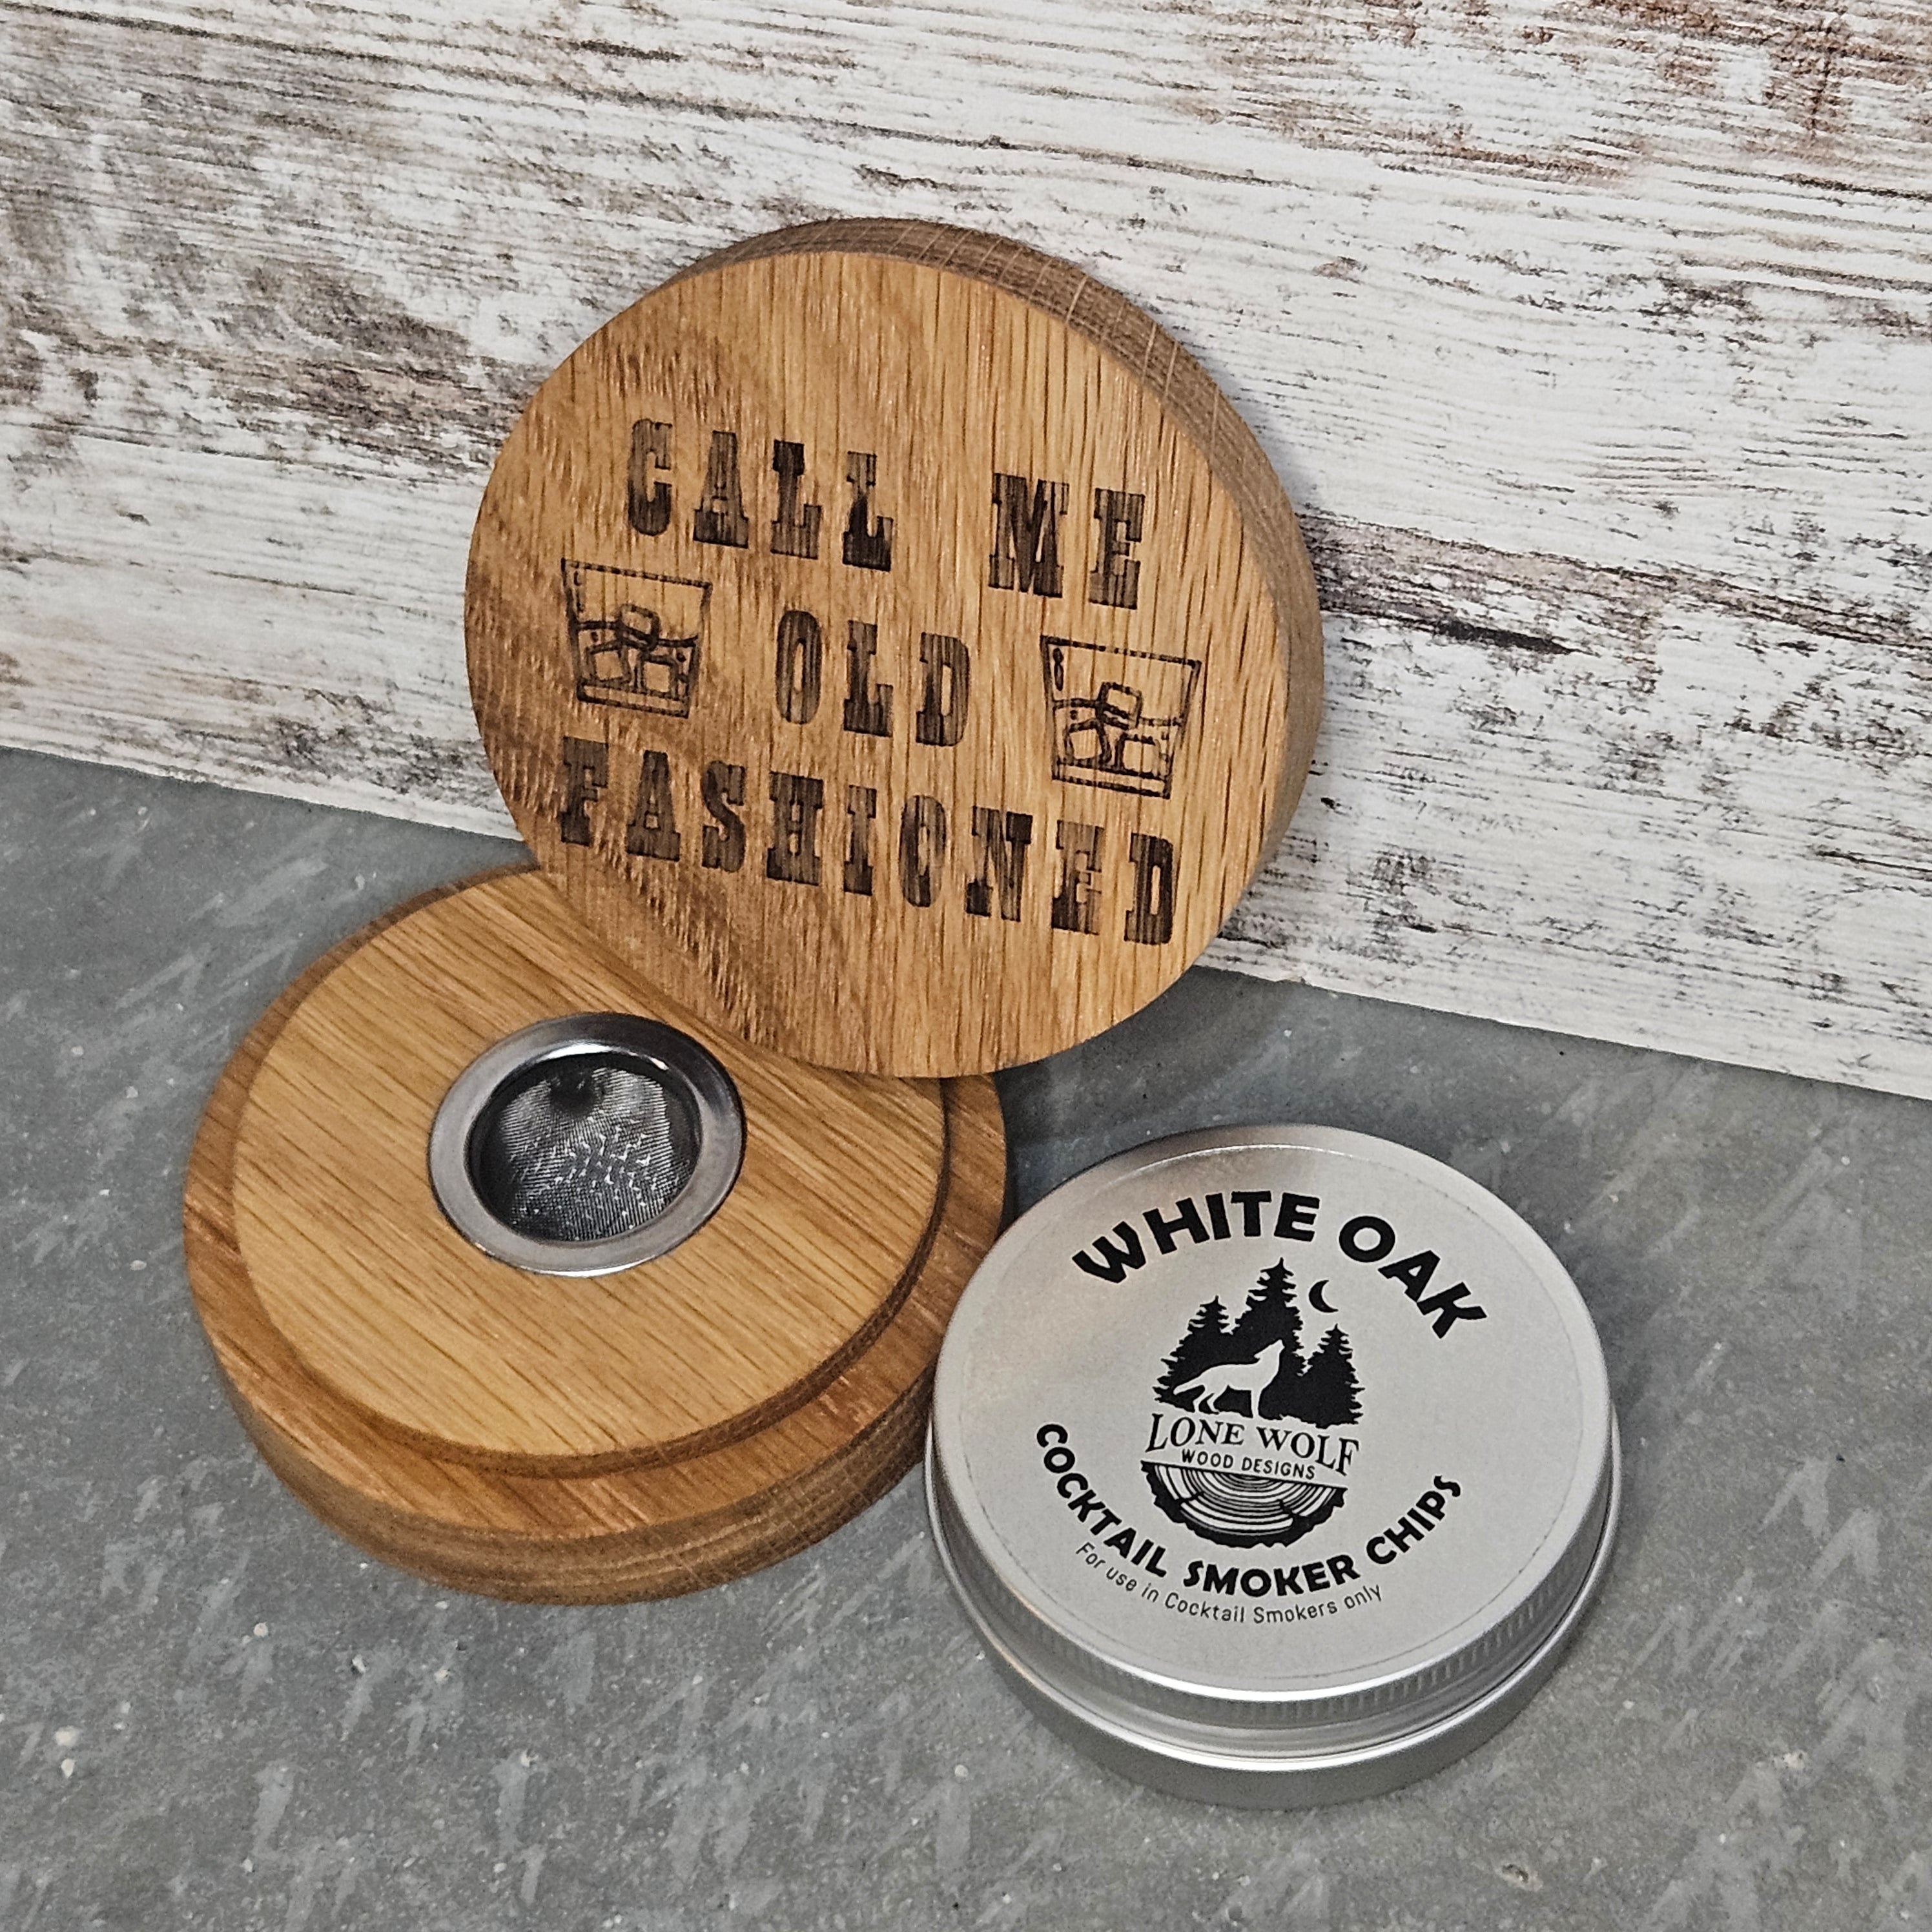 CALL ME
OLD
FASHIONED
WHITE OAK
LONE WOLF
WOOD DESIGNS
COCKTAIL SMOKER CHIPS
For use in Cocktail Smokers only